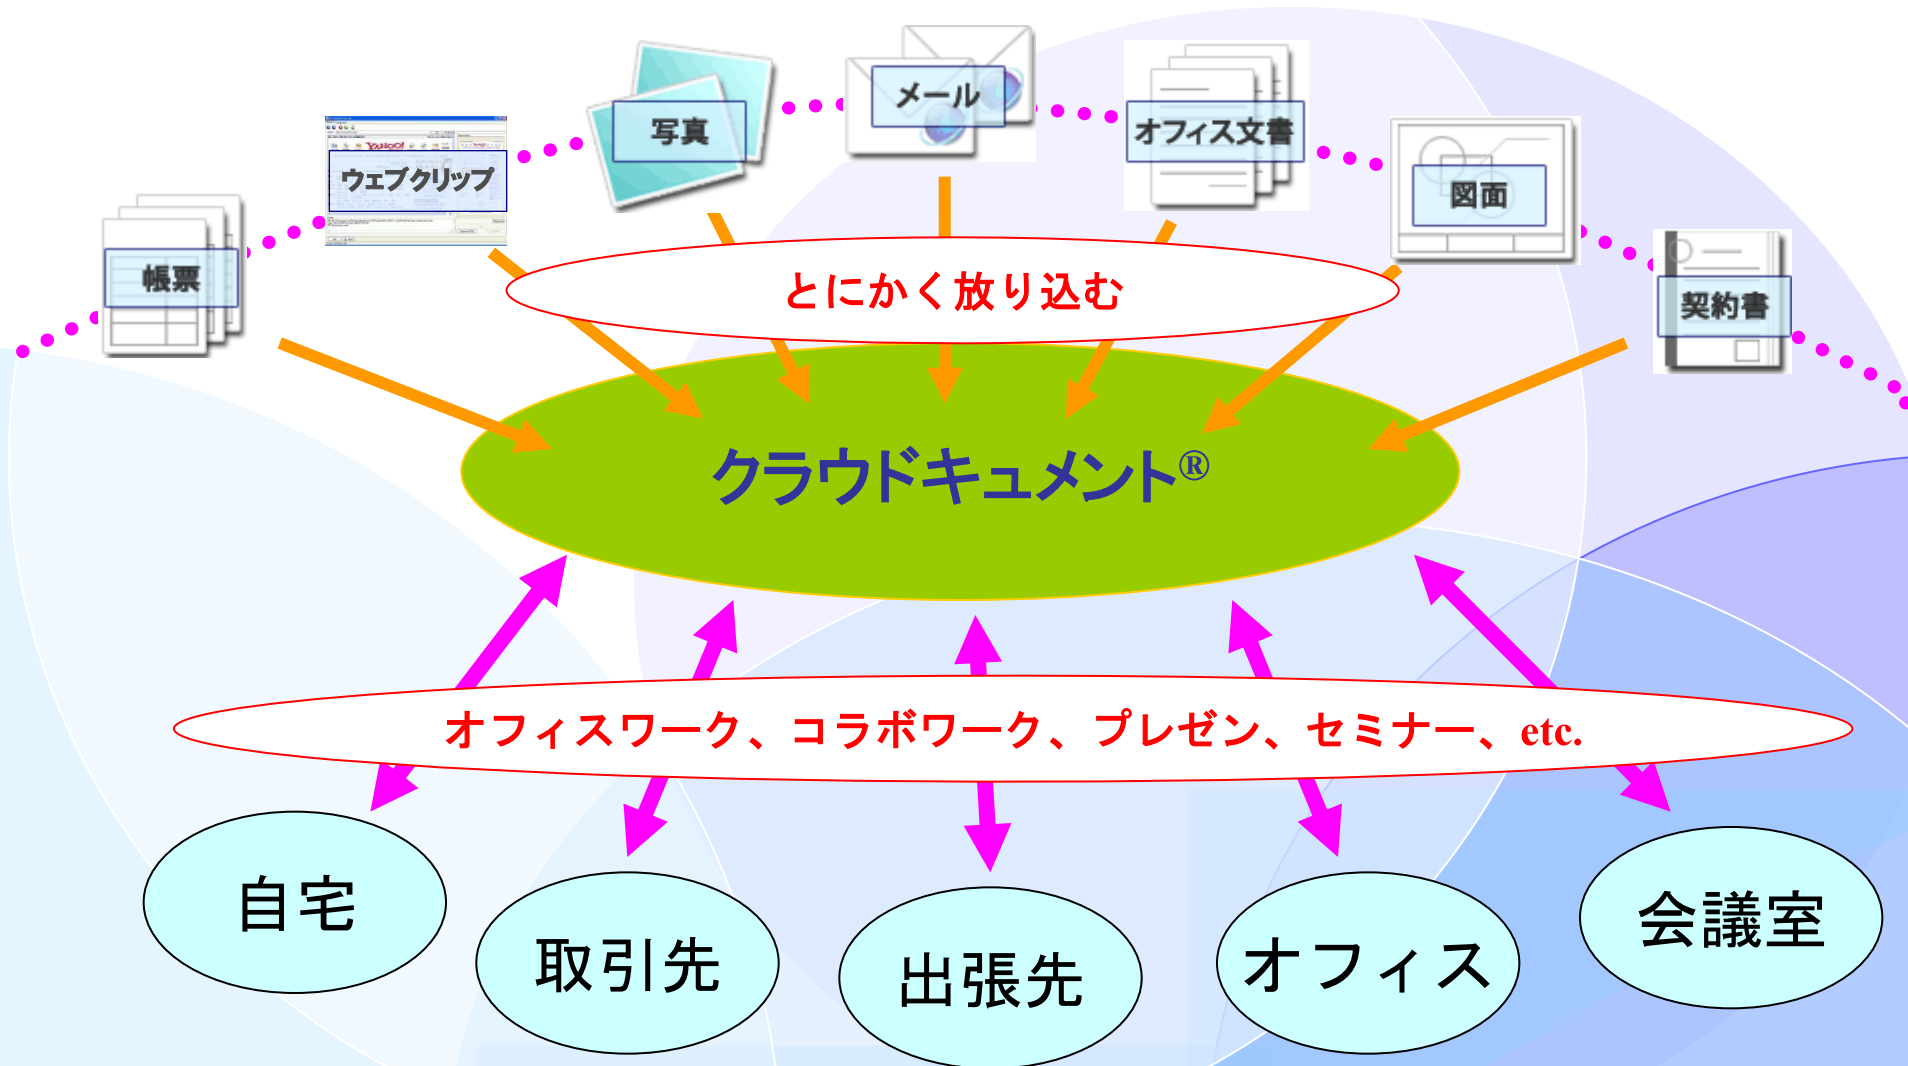 メール
写真
オフィス文書
ウェブクリップ
YAHOO!
図面
帳票
契約書
とにかく放り込む
クラウドキュメント®
オフィスワーク、コラボワーク、プレゼン、セミナー、etc.
自宅
取引先
出張先
オフィス
会議室